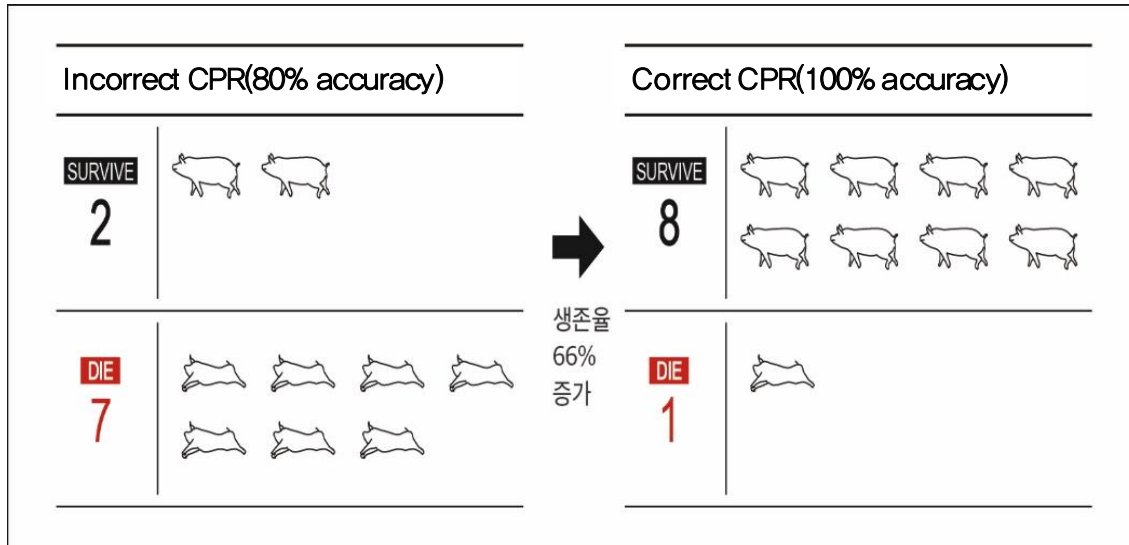 Incorrect CPR(80% accuracy)
SURVIVE
2
DIE
7
생존율
66%
증가
Correct CPR(100% accuracy)
SURVIVE
8
DIE
1